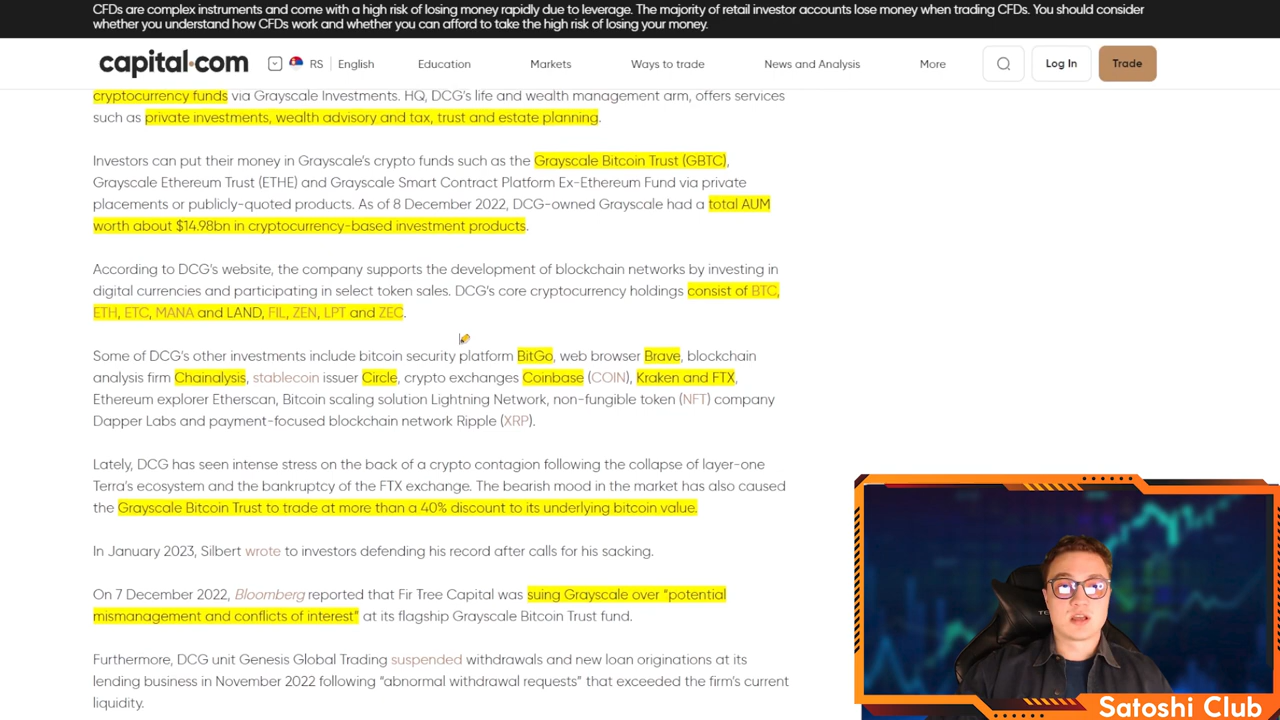 CFDs are complex instruments and come with a high risk of losing money rapidly due to leverage. The majority of retail investor accounts lose money when trading CFDs. You should consider
whether you understand how CFDs work and whether you can afford to take the high risk of losing your money.
capital.com
RS
English
Education
Markets
Ways to trade
News and Analysis
More
Log In
Trade
cryptocurrency funds via Grayscale Investments. HQ, DCG's life and wealth management arm, offers services
such as private investments, wealth advisory and tax, trust and estate planning.
Investors can put their money in Grayscale's crypto funds such as the Grayscale Bitcoin Trust (GBTC),
Grayscale Ethereum Trust (ETHE) and Grayscale Smart Contract Platform Ex-Ethereum Fund via private
placements or publicly-quoted products. As of 8 December 2022, DCG-owned Grayscale had a total AUM
worth about $14.98bn in cryptocurrency-based investment products.
According to DCG's website, the company supports the development of blockchain networks by investing in
digital currencies and participating in select token sales. DCG's core cryptocurrency holdings consist of BTC,
ETH, ETC, MANA and LAND, FIL, ZEN, LPT and ZEC.
Some of DCG's other investments include bitcoin security platform BitGo, web browser Brave, blockchain
analysis firm Chainalysis, stablecoin issuer Circle, crypto exchanges Coinbase (COIN), Kraken and FTX,
Ethereum explorer Etherscan, Bitcoin scaling solution Lightning Network, non-fungible token (NFT) company
Dapper Labs and payment-focused blockchain network Ripple (XRP).
Lately, DCG has seen intense stress on the back of a crypto contagion following the collapse of layer-one
Terra's ecosystem and the bankruptcy of the FTX exchange. The bearish mood in the market has also caused
the Grayscale Bitcoin Trust to trade at more than a 40% discount to its underlying bitcoin value.
In January 2023, Silbert wrote to investors defending his record after calls for his sacking.
On 7 December 2022, Bloomberg reported that Fir Tree Capital was suing Grayscale over “potential
mismanagement and conflicts of interest” at its flagship Grayscale Bitcoin Trust fund.
Furthermore, DCG unit Genesis Global Trading suspended withdrawals and new loan originations at its
lending business in November 2022 following “abnormal withdrawal requests” that exceeded the firm's current
liquidity.
Satoshi Club